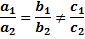 a₁/a₂ = b₁/b₂ ≠ c₁/c₂